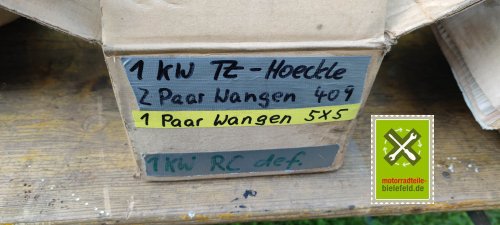 1 KW TZ-Hoeckle
2 Paar Wangen 409
1 Paar Wangen 5x5
1 KW RC def.
motorradteile-
bielefeld.de